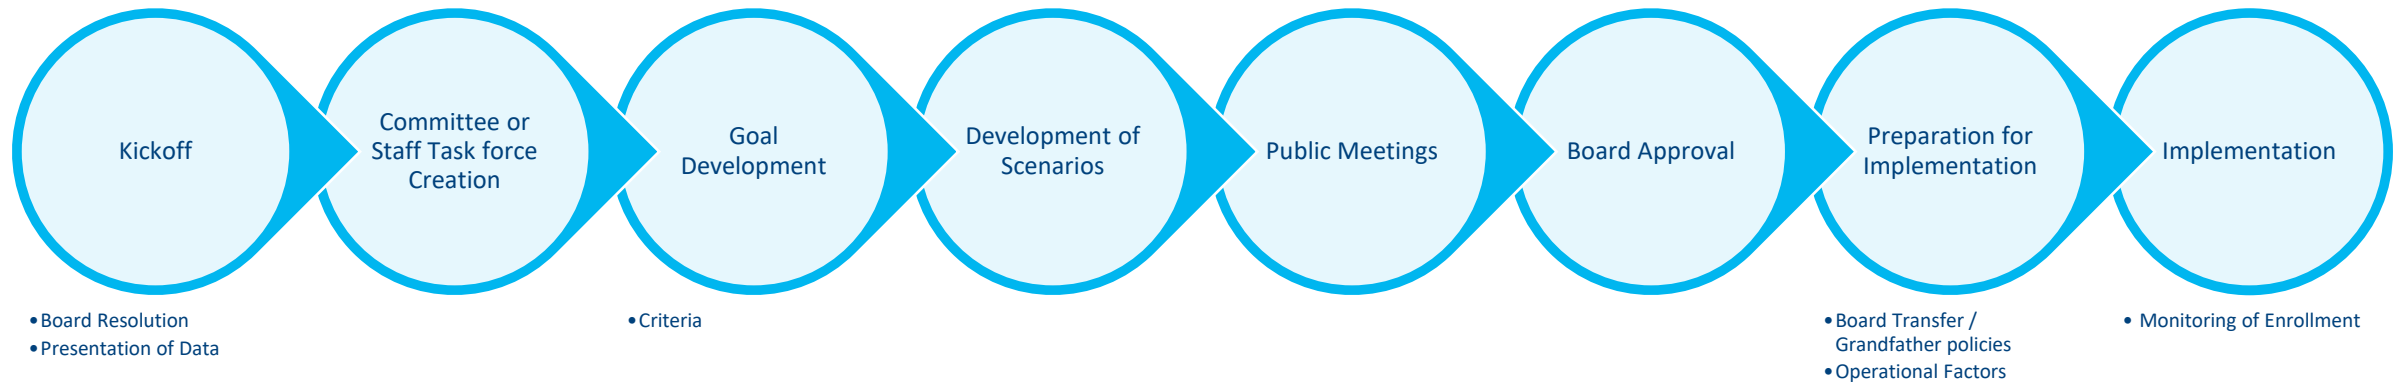 Kickoff
Committee or
Staff Task force
Creation
Goal
Development
Development of
Scenarios
Public Meetings
Board Approval
Preparation for
Implementation
Implementation
•Board Resolution
•Presentation of Data
•Criteria
•Board Transfer /
Grandfather policies
•Operational Factors
• Monitoring of Enrollment